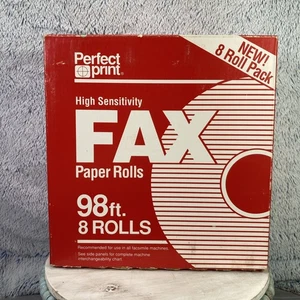 Perfect
print®
NEW!
8 Roll Pack
High Sensitivity
FAX
Paper Rolls
98ft.
8 ROLLS
Recommended for use in all facsimile machines.
See side panels for complete machine
interchangeability chart.